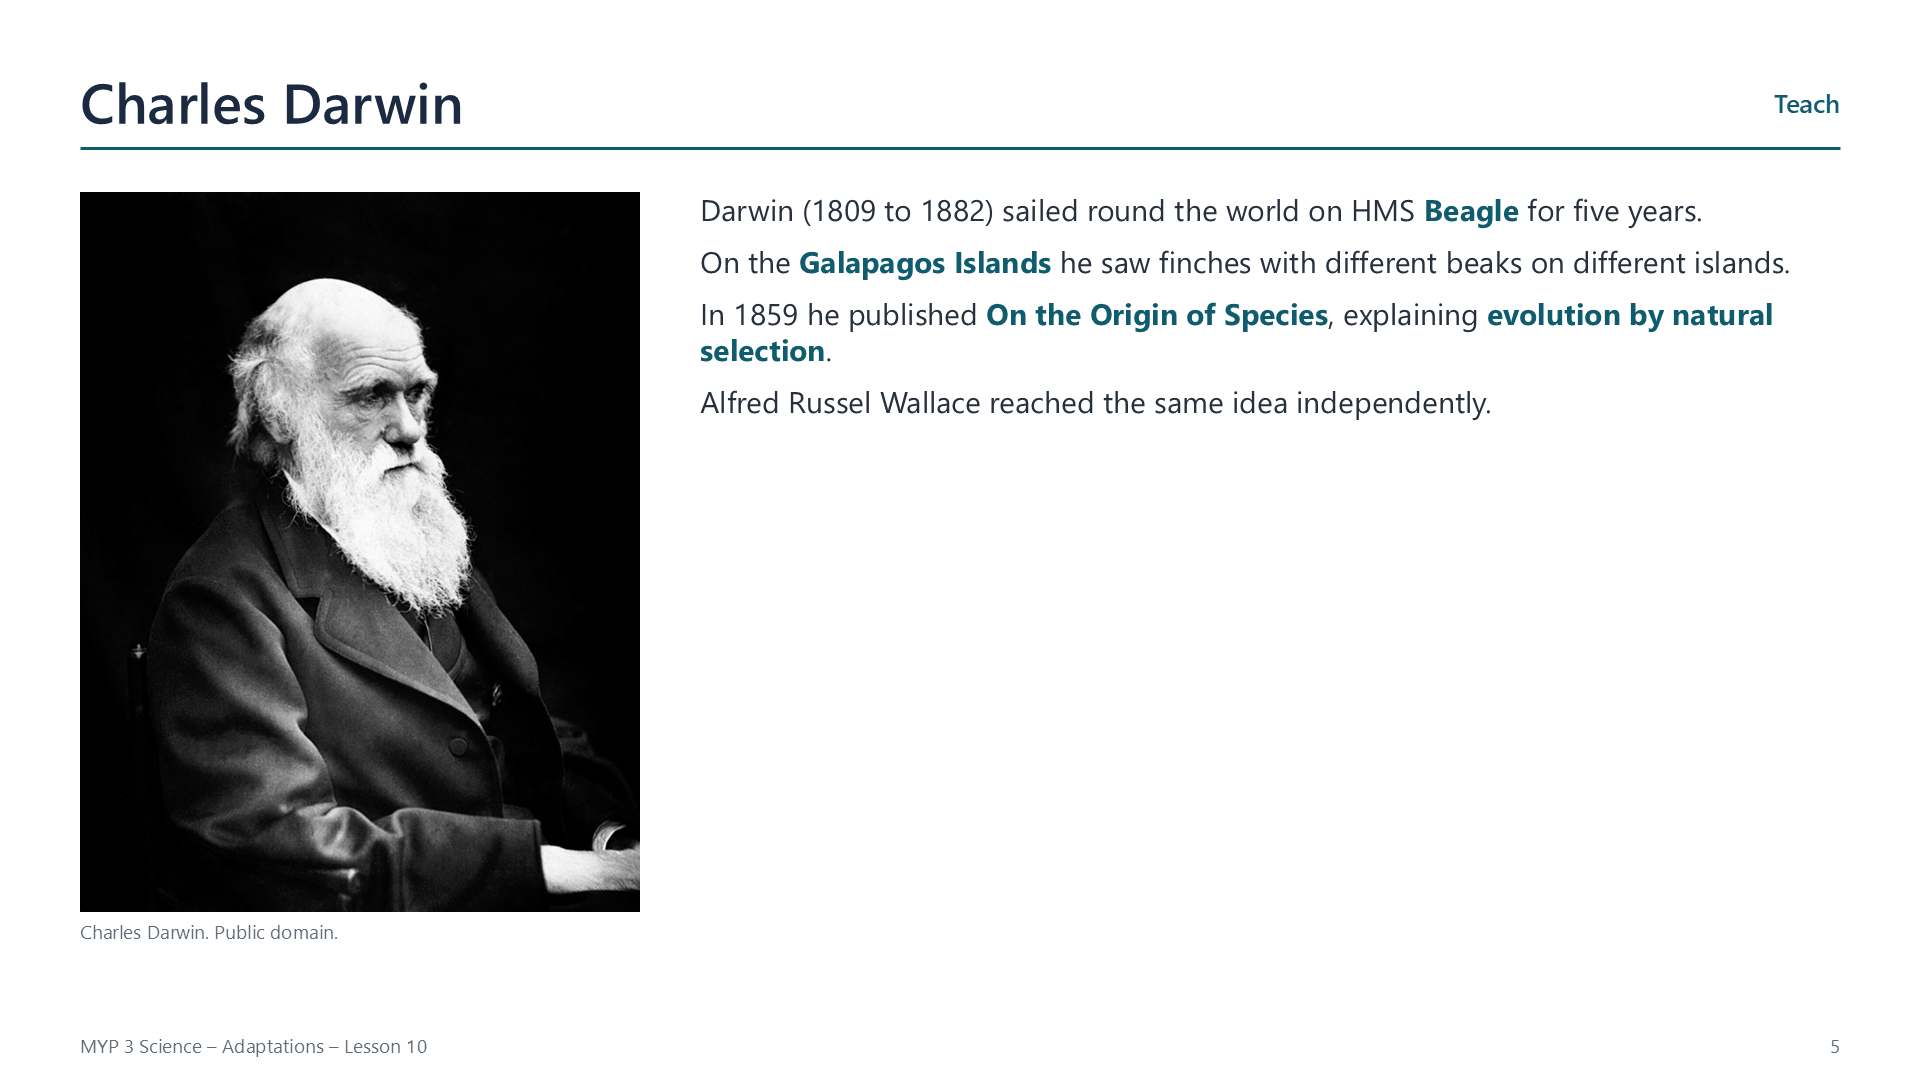 Charles Darwin
Teach
Darwin (1809 to 1882) sailed round the world on HMS Beagle for five years.
On the Galapagos Islands he saw finches with different beaks on different islands.
In 1859 he published On the Origin of Species, explaining evolution by natural
selection.
Alfred Russel Wallace reached the same idea independently.
Charles Darwin. Public domain.
MYP 3 Science – Adaptations – Lesson 10
5